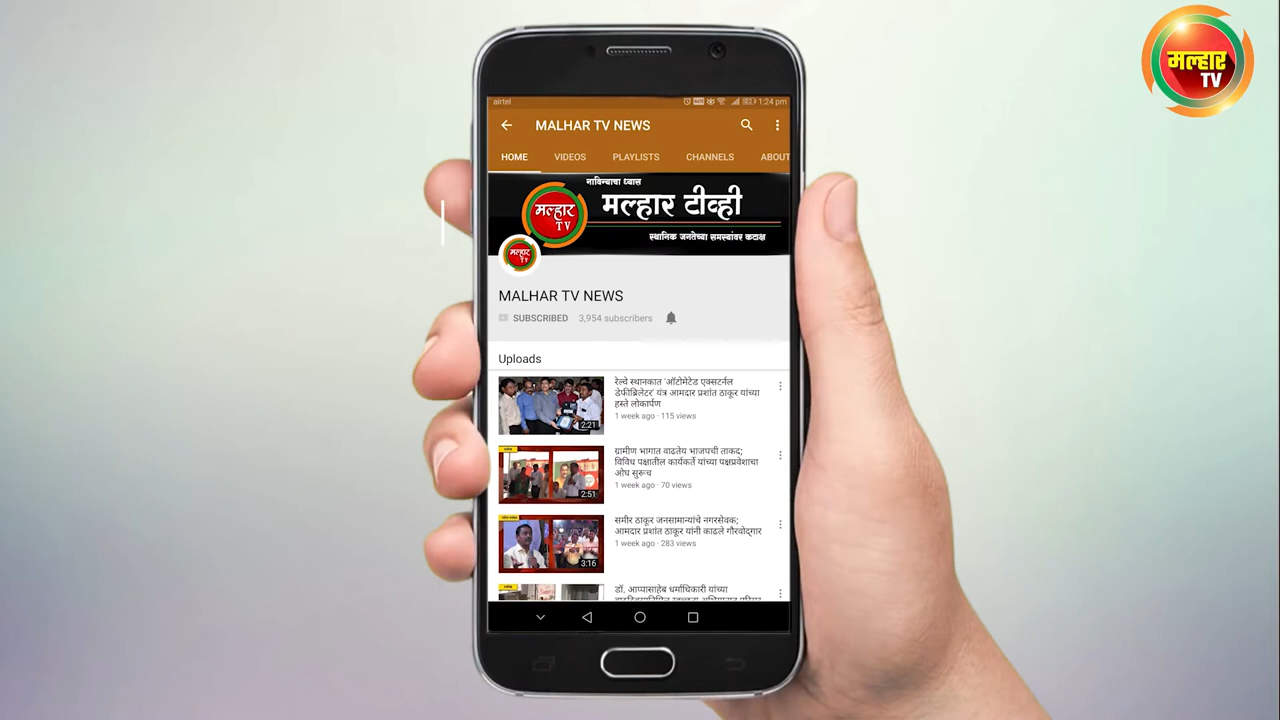 मल्हार
TV
airtel
1:24 pm
MALHAR TV NEWS
HOME VIDEOS PLAYLISTS CHANNELS ABOUT
नाविन्याचा ध्यास
मल्हार टीव्ही
मल्हार
TV
स्थानिक जनतेच्या समस्यांवर कटाक्ष
मल्हार
TV
MALHAR TV NEWS
SUBSCRIBED 3,954 subscribers
Uploads
रेल्वे स्थानकात 'ऑटोमेटेड एक्सटर्नल
डेफीब्रिलेटर' यंत्र आमदार प्रशांत ठाकूर यांच्या
हस्ते लोकार्पण
1 week ago · 115 views
2:21
ग्रामीण भागात वाढतेय भाजपची ताकद;
विविध पक्षातील कार्यकर्ते यांच्या पक्षप्रवेशाचा
ओघ सुरूच
1 week ago · 70 views
2:51
समीर ठाकूर जनसामान्यांचे नगरसेवक;
आमदार प्रशांत ठाकूर यांनी काढले गौरवोद्गार
1 week ago · 283 views
3:16
डॉ. आप्पासाहेब धर्माधिकारी यांच्या